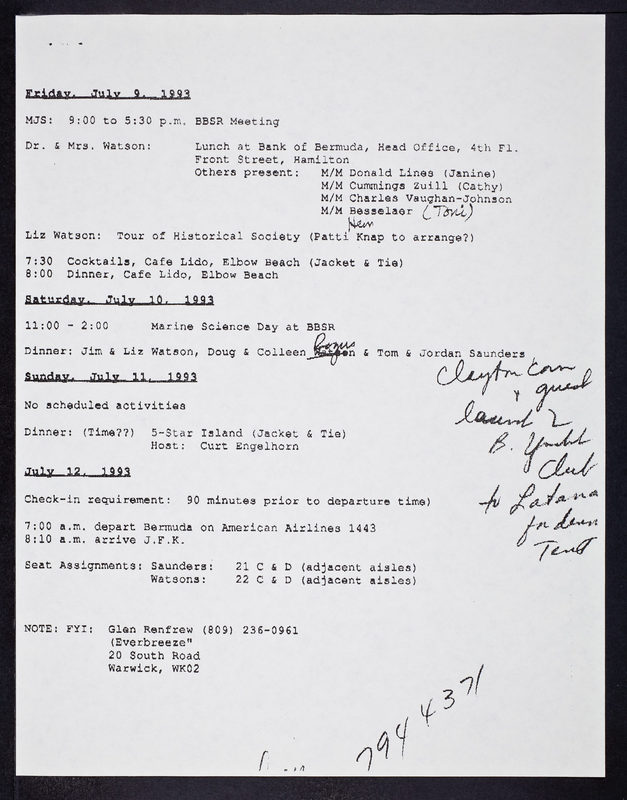 Friday, July 9, 1993
MJS: 9:00 to 5:30 p.m. BBSR Meeting
Dr. & Mrs. Watson: Lunch at Bank of Bermuda, Head Office, 4th Fl.
Front Street, Hamilton
Others present: M/M Donald Lines (Janine)
M/M Cummings Zuill (Cathy)
M/M Charles Vaughan-Johnson
M/M Besselaer (Toni)
Liz Watson: Tour of Historical Society (Patti Knap to arrange?)
7:30 Cocktails, Cafe Lido, Elbow Beach (Jacket & Tie)
8:00 Dinner, Cafe Lido, Elbow Beach
Saturday, July 10, 1993
11:00 - 2:00 Marine Science Day at BBSR
Dinner: Jim & Liz Watson, Doug & Colleen & Tom & Jordan Saunders
Clayton
& guest
B. Yacht
Club
to Latana
for
Tent
Sunday, July 11, 1993
No scheduled activities
Dinner: (Time??) 5-Star Island (Jacket & Tie)
Host: Curt Engelhorn
July 12, 1993
Check-in requirement: 90 minutes prior to departure time)
7:00 a.m. depart Bermuda on American Airlines 1443
8:10 a.m. arrive J.F.K.
Seat Assignments: Saunders: 21 C & D (adjacent aisles)
Watsons: 22 C & D (adjacent aisles)
NOTE: FYI: Glen Renfrew (809) 236-0961
(Everbreeze"
20 South Road
Warwick, WK02
794 4371